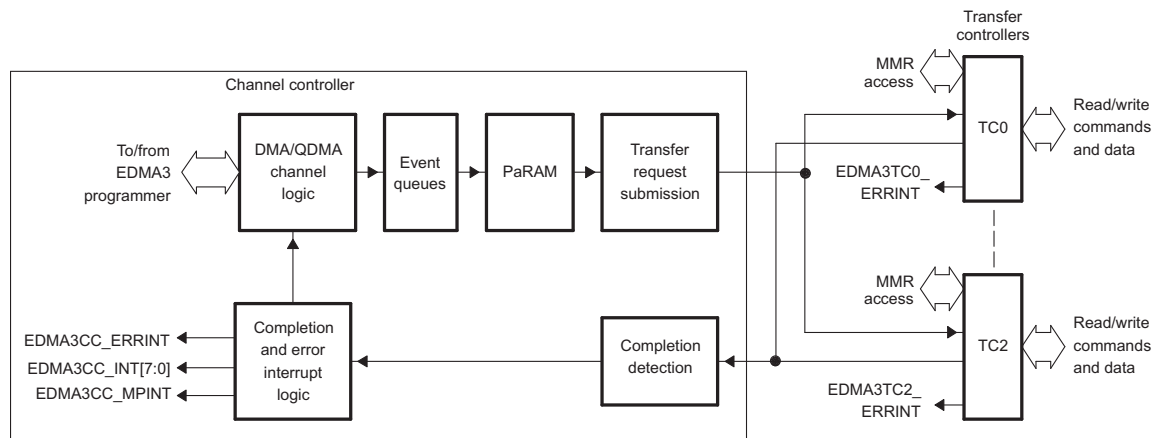 Transfer
controllers
MMR
access
TC0
Read/write
commands
and data
EDMA3TC0_
ERRINT
Channel controller
To/from
EDMA3
programmer
DMA/QDMA
channel
logic
Event
queues
PaRAM
Transfer
request
submission
MMR
access
TC2
Read/write
commands
and data
EDMA3TC2_
ERRINT
EDMA3CC_ERRINT
EDMA3CC_INT[7:0]
EDMA3CC_MPINT
Completion
and error
interrupt
logic
Completion
detection